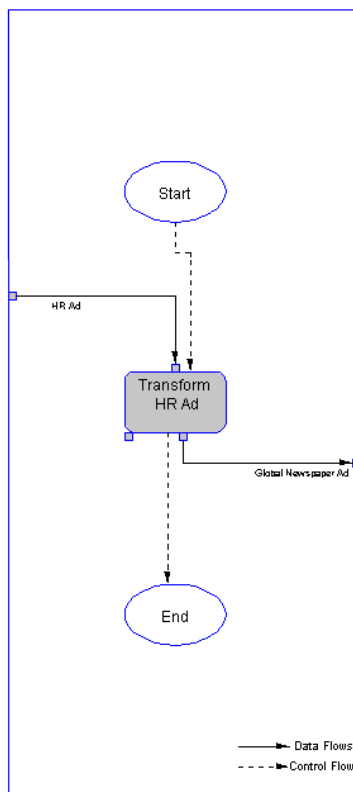 Start
HR Ad
Transform
HR Ad
Global Newspaper Ad
End
Data Flows
Control Flow